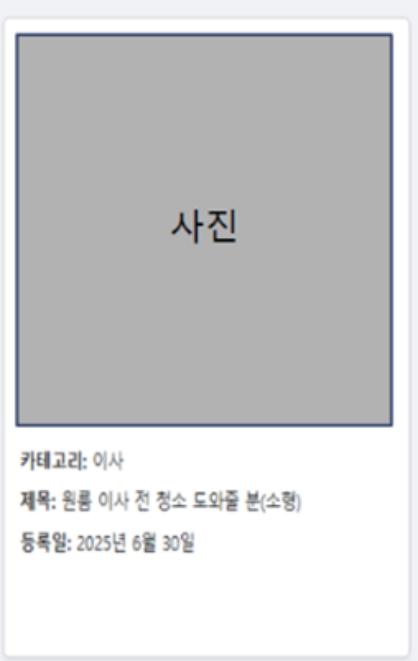 사진
카테고리: 이사
제목: 원룸 이사 전 청소 도와줄 분(소형)
등록일: 2025년 6월 30일